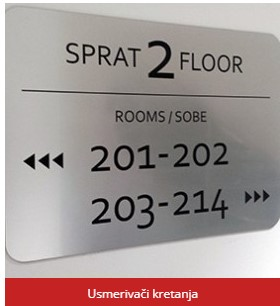 SPRAT 2 FLOOR
ROOMS / SOBE
201-202
203-214
Usmerivači kretanja